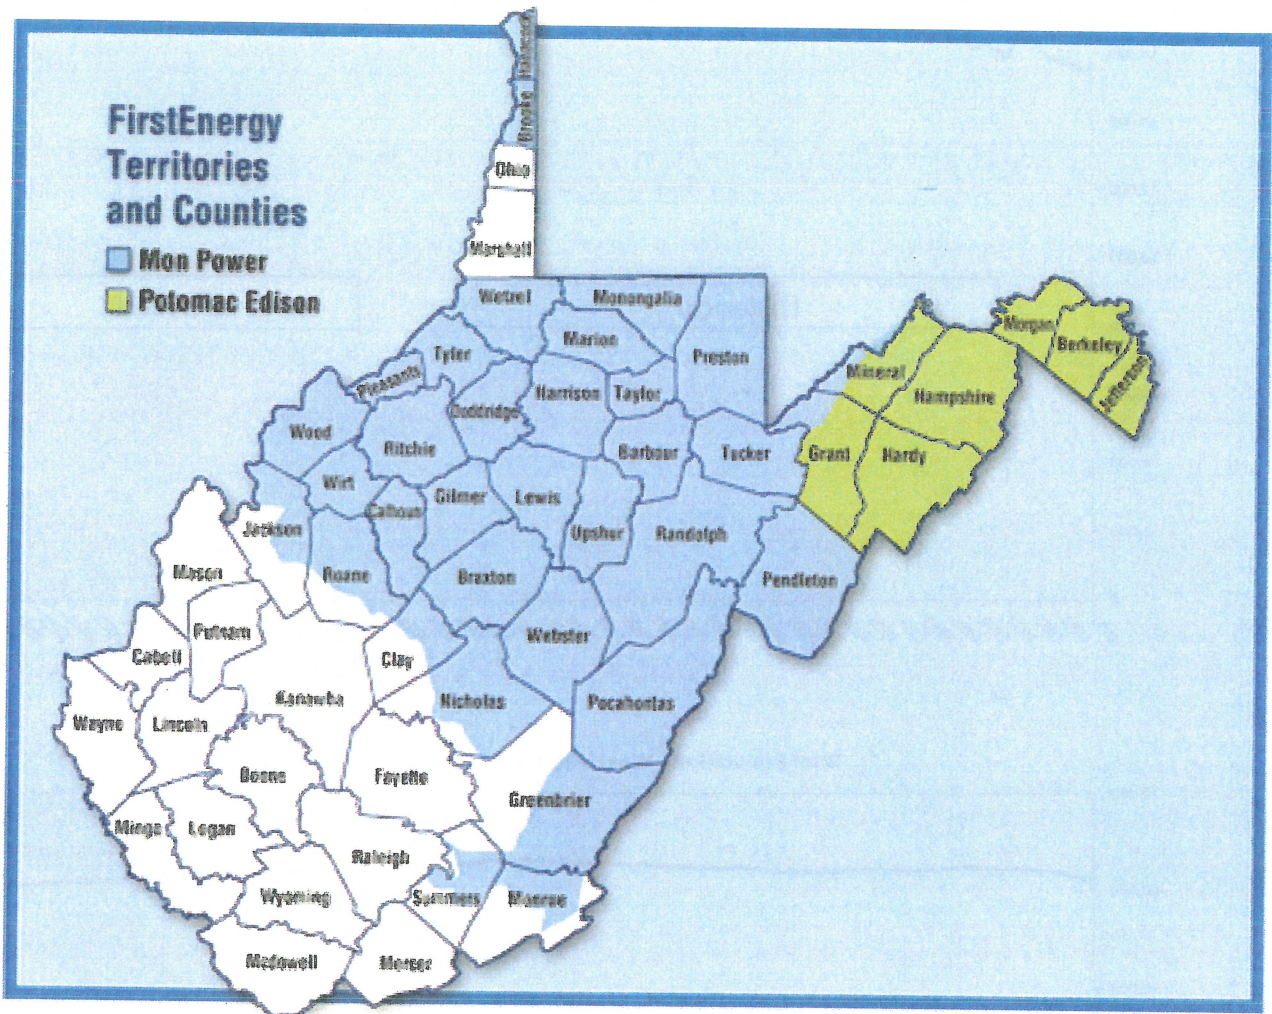 FirstEnergy
Territories
and Counties
Mon Power
Potomac Edison
Hancock
Brooke
Ohio
Marshall
Wetzel
Monongalia
Marion
Preston
Tyler
Pleasants
Doddridge
Harrison
Taylor
Wood
Ritchie
Barbour
Tucker
Mineral
Morgan
Berkeley
Jefferson
Hampshire
Grant
Hardy
Wirt
Calhoun
Gilmer
Lewis
Upshur
Randolph
Jackson
Roane
Braxton
Pendleton
Mason
Putnam
Webster
Cabell
Clay
Kanawha
Nicholas
Pocahontas
Wayne
Lincoln
Boone
Fayette
Greenbrier
Mingo
Logan
Raleigh
Wyoming
Summers
Monroe
McDowell
Mercer